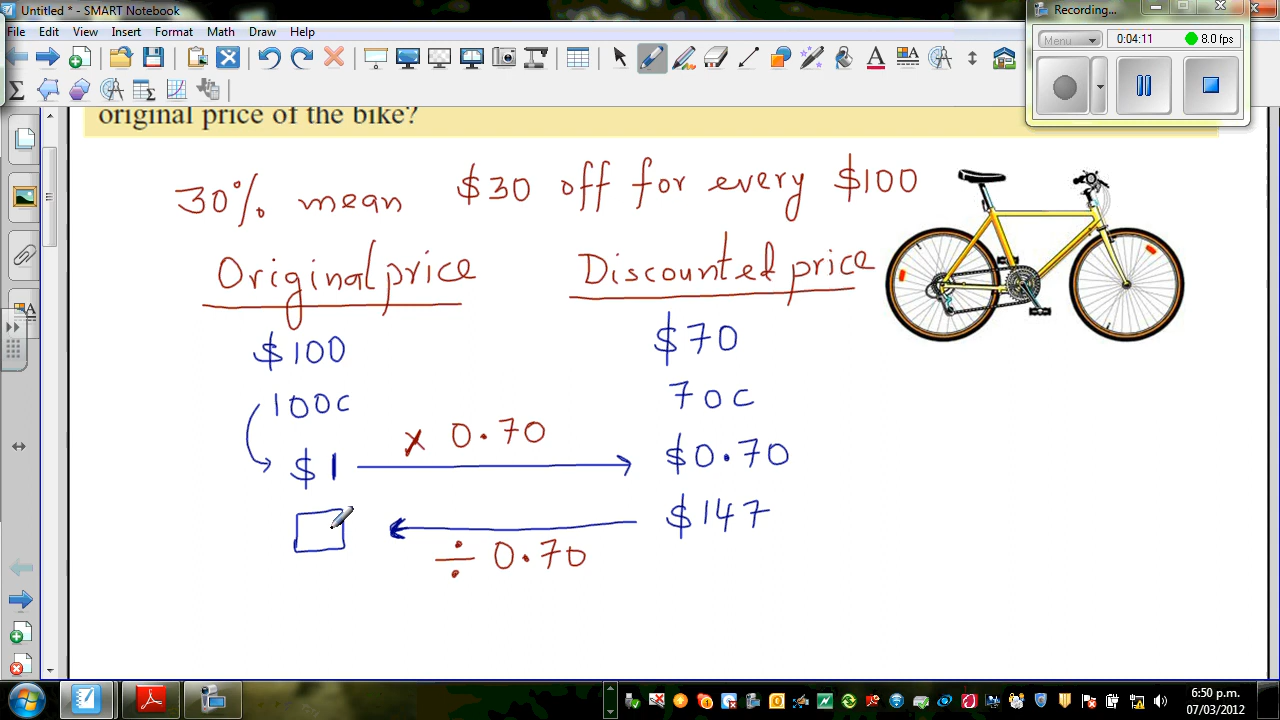 Untitled * - SMART Notebook
Recording...
File Edit View Insert Format Math Draw Help
Menu 00:04:11 8.0 fps
original price of the bike?
30% mean $30 off for every $100
Original price Discounted price
$100 $70
100c 70c
× 0.70
$1 $0.70
$147
÷ 0.70
6:50 p.m.
07/03/2012